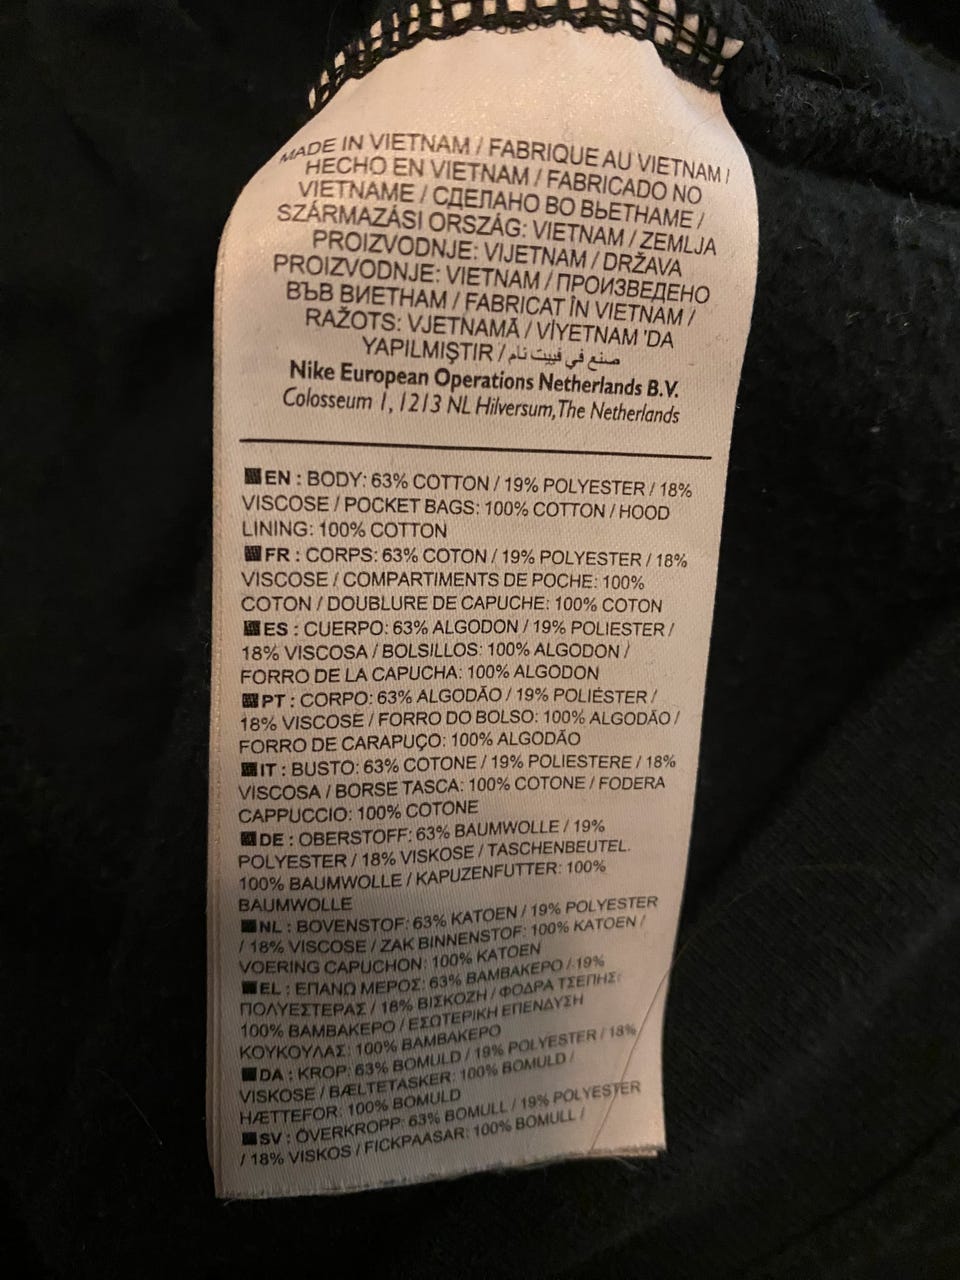 MADE IN VIETNAM / FABRIQUE AU VIETNAM /
HECHO EN VIETNAM / FABRICADO NO
VIETNAME / СДЕЛАНО ВО ВЬЕТНАМЕ /
SZÁRMAZÁSI ORSZÁG: VIETNAM / ZEMLJA
PROIZVODNJE: VIJETNAM / DRŽAVA
PROIZVODNJE: VIETNAM / ПРОИЗВЕДЕНО
ВЪВ ВИЕТНАМ / FABRICAT ÎN VIETNAM /
RAŽOTS: VJETNAMĀ / VİYETNAM 'DA
YAPILMIŞTIR / صنع في فييت نام
Nike European Operations Netherlands B.V.
Colosseum 1, 1213 NL Hilversum, The Netherlands
EN : BODY: 63% COTTON / 19% POLYESTER / 18%
VISCOSE / POCKET BAGS: 100% COTTON / HOOD
LINING: 100% COTTON
FR : CORPS: 63% COTON / 19% POLYESTER / 18%
VISCOSE / COMPARTIMENTS DE POCHE: 100%
COTON / DOUBLURE DE CAPUCHE: 100% COTON
ES : CUERPO: 63% ALGODON / 19% POLIESTER /
18% VISCOSA / BOLSILLOS: 100% ALGODON /
FORRO DE LA CAPUCHA: 100% ALGODON
PT : CORPO: 63% ALGODÃO / 19% POLIÉSTER /
18% VISCOSE / FORRO DO BOLSO: 100% ALGODÃO /
FORRO DE CARAPUÇO: 100% ALGODÃO
IT : BUSTO: 63% COTONE / 19% POLIESTERE / 18%
VISCOSA / BORSE TASCA: 100% COTONE / FODERA
CAPPUCCIO: 100% COTONE
DE : OBERSTOFF: 63% BAUMWOLLE / 19%
POLYESTER / 18% VISKOSE / TASCHENBEUTEL:
100% BAUMWOLLE / KAPUZENFUTTER: 100%
BAUMWOLLE
NL : BOVENSTOF: 63% KATOEN / 19% POLYESTER
/ 18% VISCOSE / ZAK BINNENSTOF: 100% KATOEN /
VOERING CAPUCHON: 100% KATOEN
EL : ΕΠΑΝΩ ΜΕΡΟΣ: 63% ΒΑΜΒΑΚΕΡΟ / 19%
ΠΟΛΥΕΣΤΕΡΑΣ / 18% ΒΙΣΚΟΖΗ / ΦΟΔΡΑ ΤΣΕΠΗΣ:
100% ΒΑΜΒΑΚΕΡΟ / ΕΣΩΤΕΡΙΚΗ ΕΠΕΝΔΥΣΗ
ΚΟΥΚΟΥΛΑΣ: 100% ΒΑΜΒΑΚΕΡΟ
DA : KROP: 63% BOMULD / 19% POLYESTER / 18%
VISKOSE / BÆLTETASKER: 100% BOMULD /
HÆTTEFOR: 100% BOMULD
SV : ÖVERKROPP: 63% BOMULL / 19% POLYESTER
/ 18% VISKOS / FICKPAASAR: 100% BOMULL /